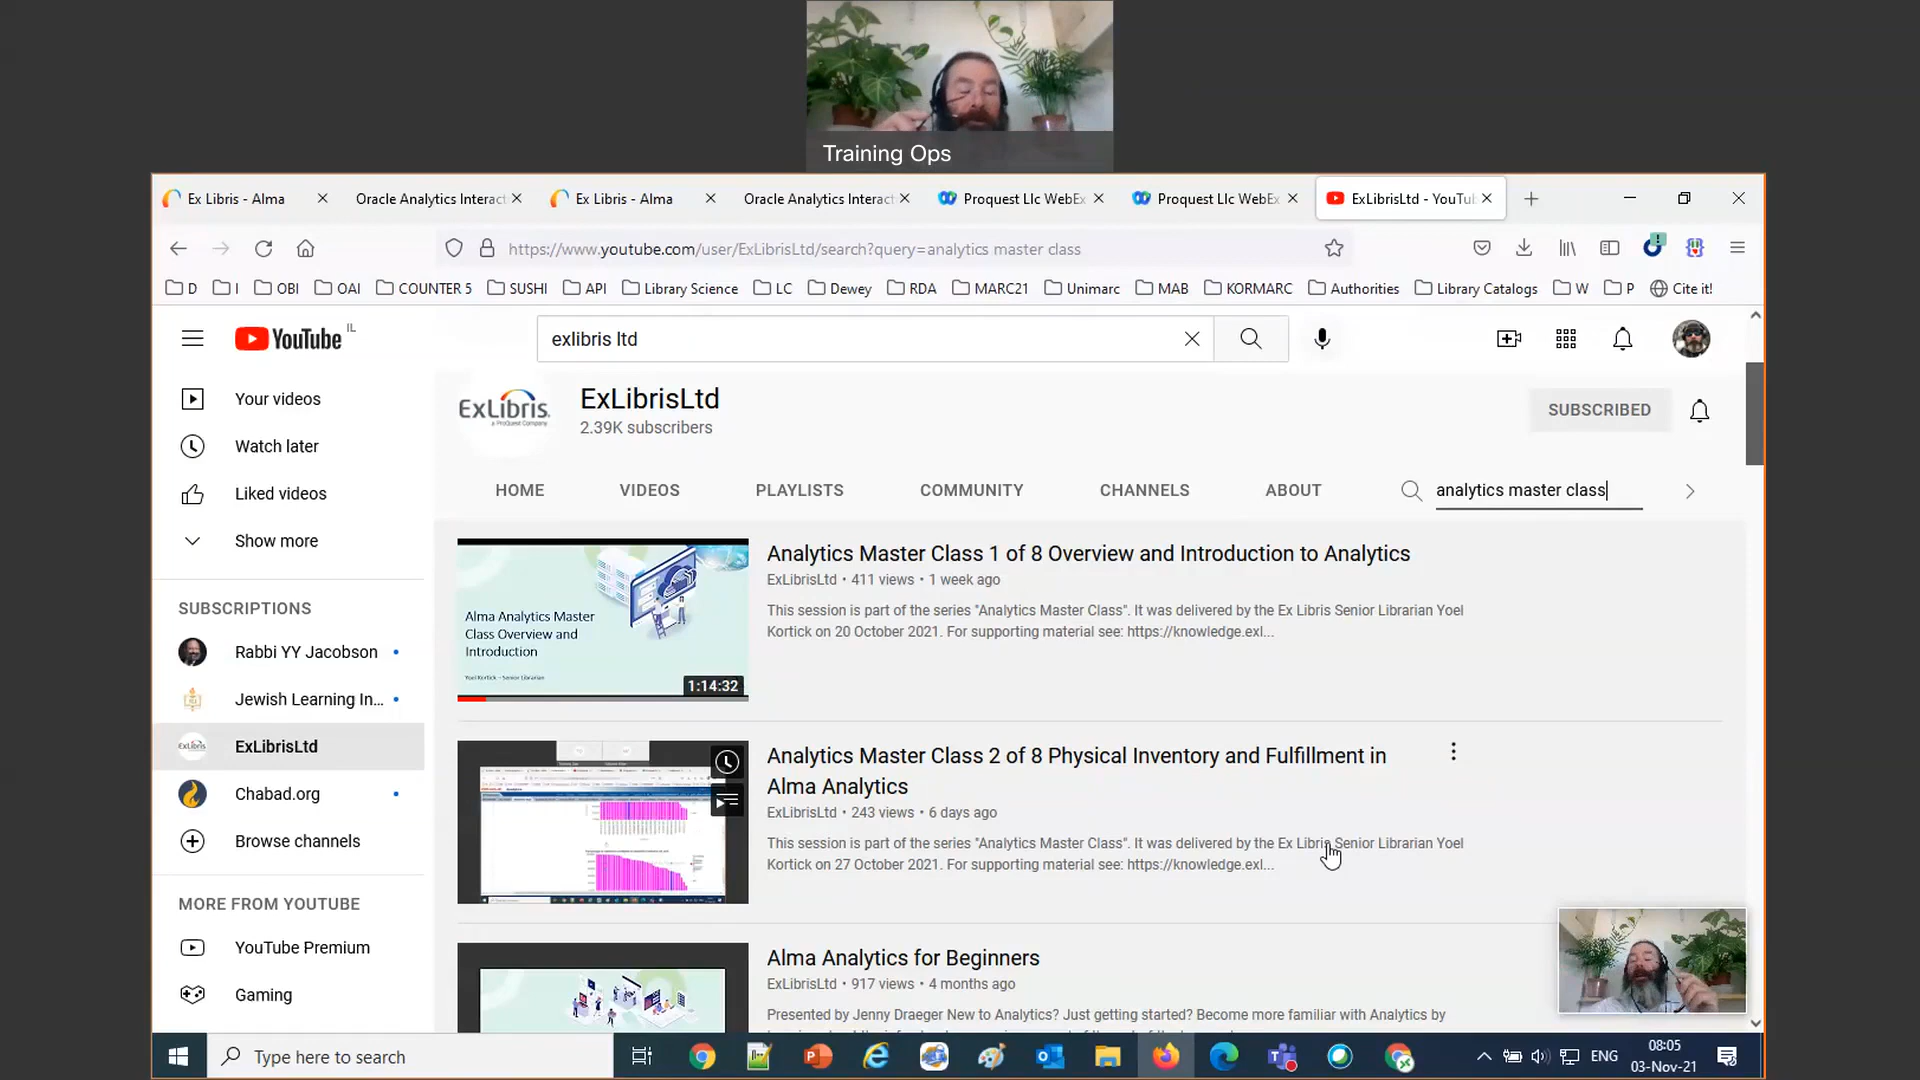 Training Ops
Ex Libris - Alma
Oracle Analytics Interact
Ex Libris - Alma
Oracle Analytics Interact
Proquest Llc WebEx
Proquest Llc WebEx
ExLibrisLtd - YouTu
https://www.youtube.com/user/ExLibrisLtd/search?query=analytics master class
D
I
OBI
OAI
COUNTER 5
SUSHI
API
Library Science
LC
Dewey
RDA
MARC21
Unimarc
MAB
KORMARC
Authorities
Library Catalogs
W
P
Cite it!
YouTube IL
exlibris ltd
Your videos
Watch later
Liked videos
Show more
SUBSCRIPTIONS
Rabbi YY Jacobson
Jewish Learning In...
ExLibrisLtd
Chabad.org
Browse channels
MORE FROM YOUTUBE
YouTube Premium
Gaming
ExLibris
a ProQuest Company
ExLibrisLtd
2.39K subscribers
SUBSCRIBED
HOME
VIDEOS
PLAYLISTS
COMMUNITY
CHANNELS
ABOUT
analytics master class
Alma Analytics Master
Class Overview and
Introduction
Yoel Kortick - Senior Librarian
1:14:32
Analytics Master Class 1 of 8 Overview and Introduction to Analytics
ExLibrisLtd • 411 views • 1 week ago
This session is part of the series "Analytics Master Class". It was delivered by the Ex Libris Senior Librarian Yoel
Kortick on 20 October 2021. For supporting material see: https://knowledge.exl...
Analytics Master Class 2 of 8 Physical Inventory and Fulfillment in
Alma Analytics
ExLibrisLtd • 243 views • 6 days ago
This session is part of the series "Analytics Master Class". It was delivered by the Ex Libris Senior Librarian Yoel
Kortick on 27 October 2021. For supporting material see: https://knowledge.exl...
Alma Analytics for Beginners
ExLibrisLtd • 917 views • 4 months ago
Presented by Jenny Draeger New to Analytics? Just getting started? Become more familiar with Analytics by
Type here to search
ENG
08:05
03-Nov-21